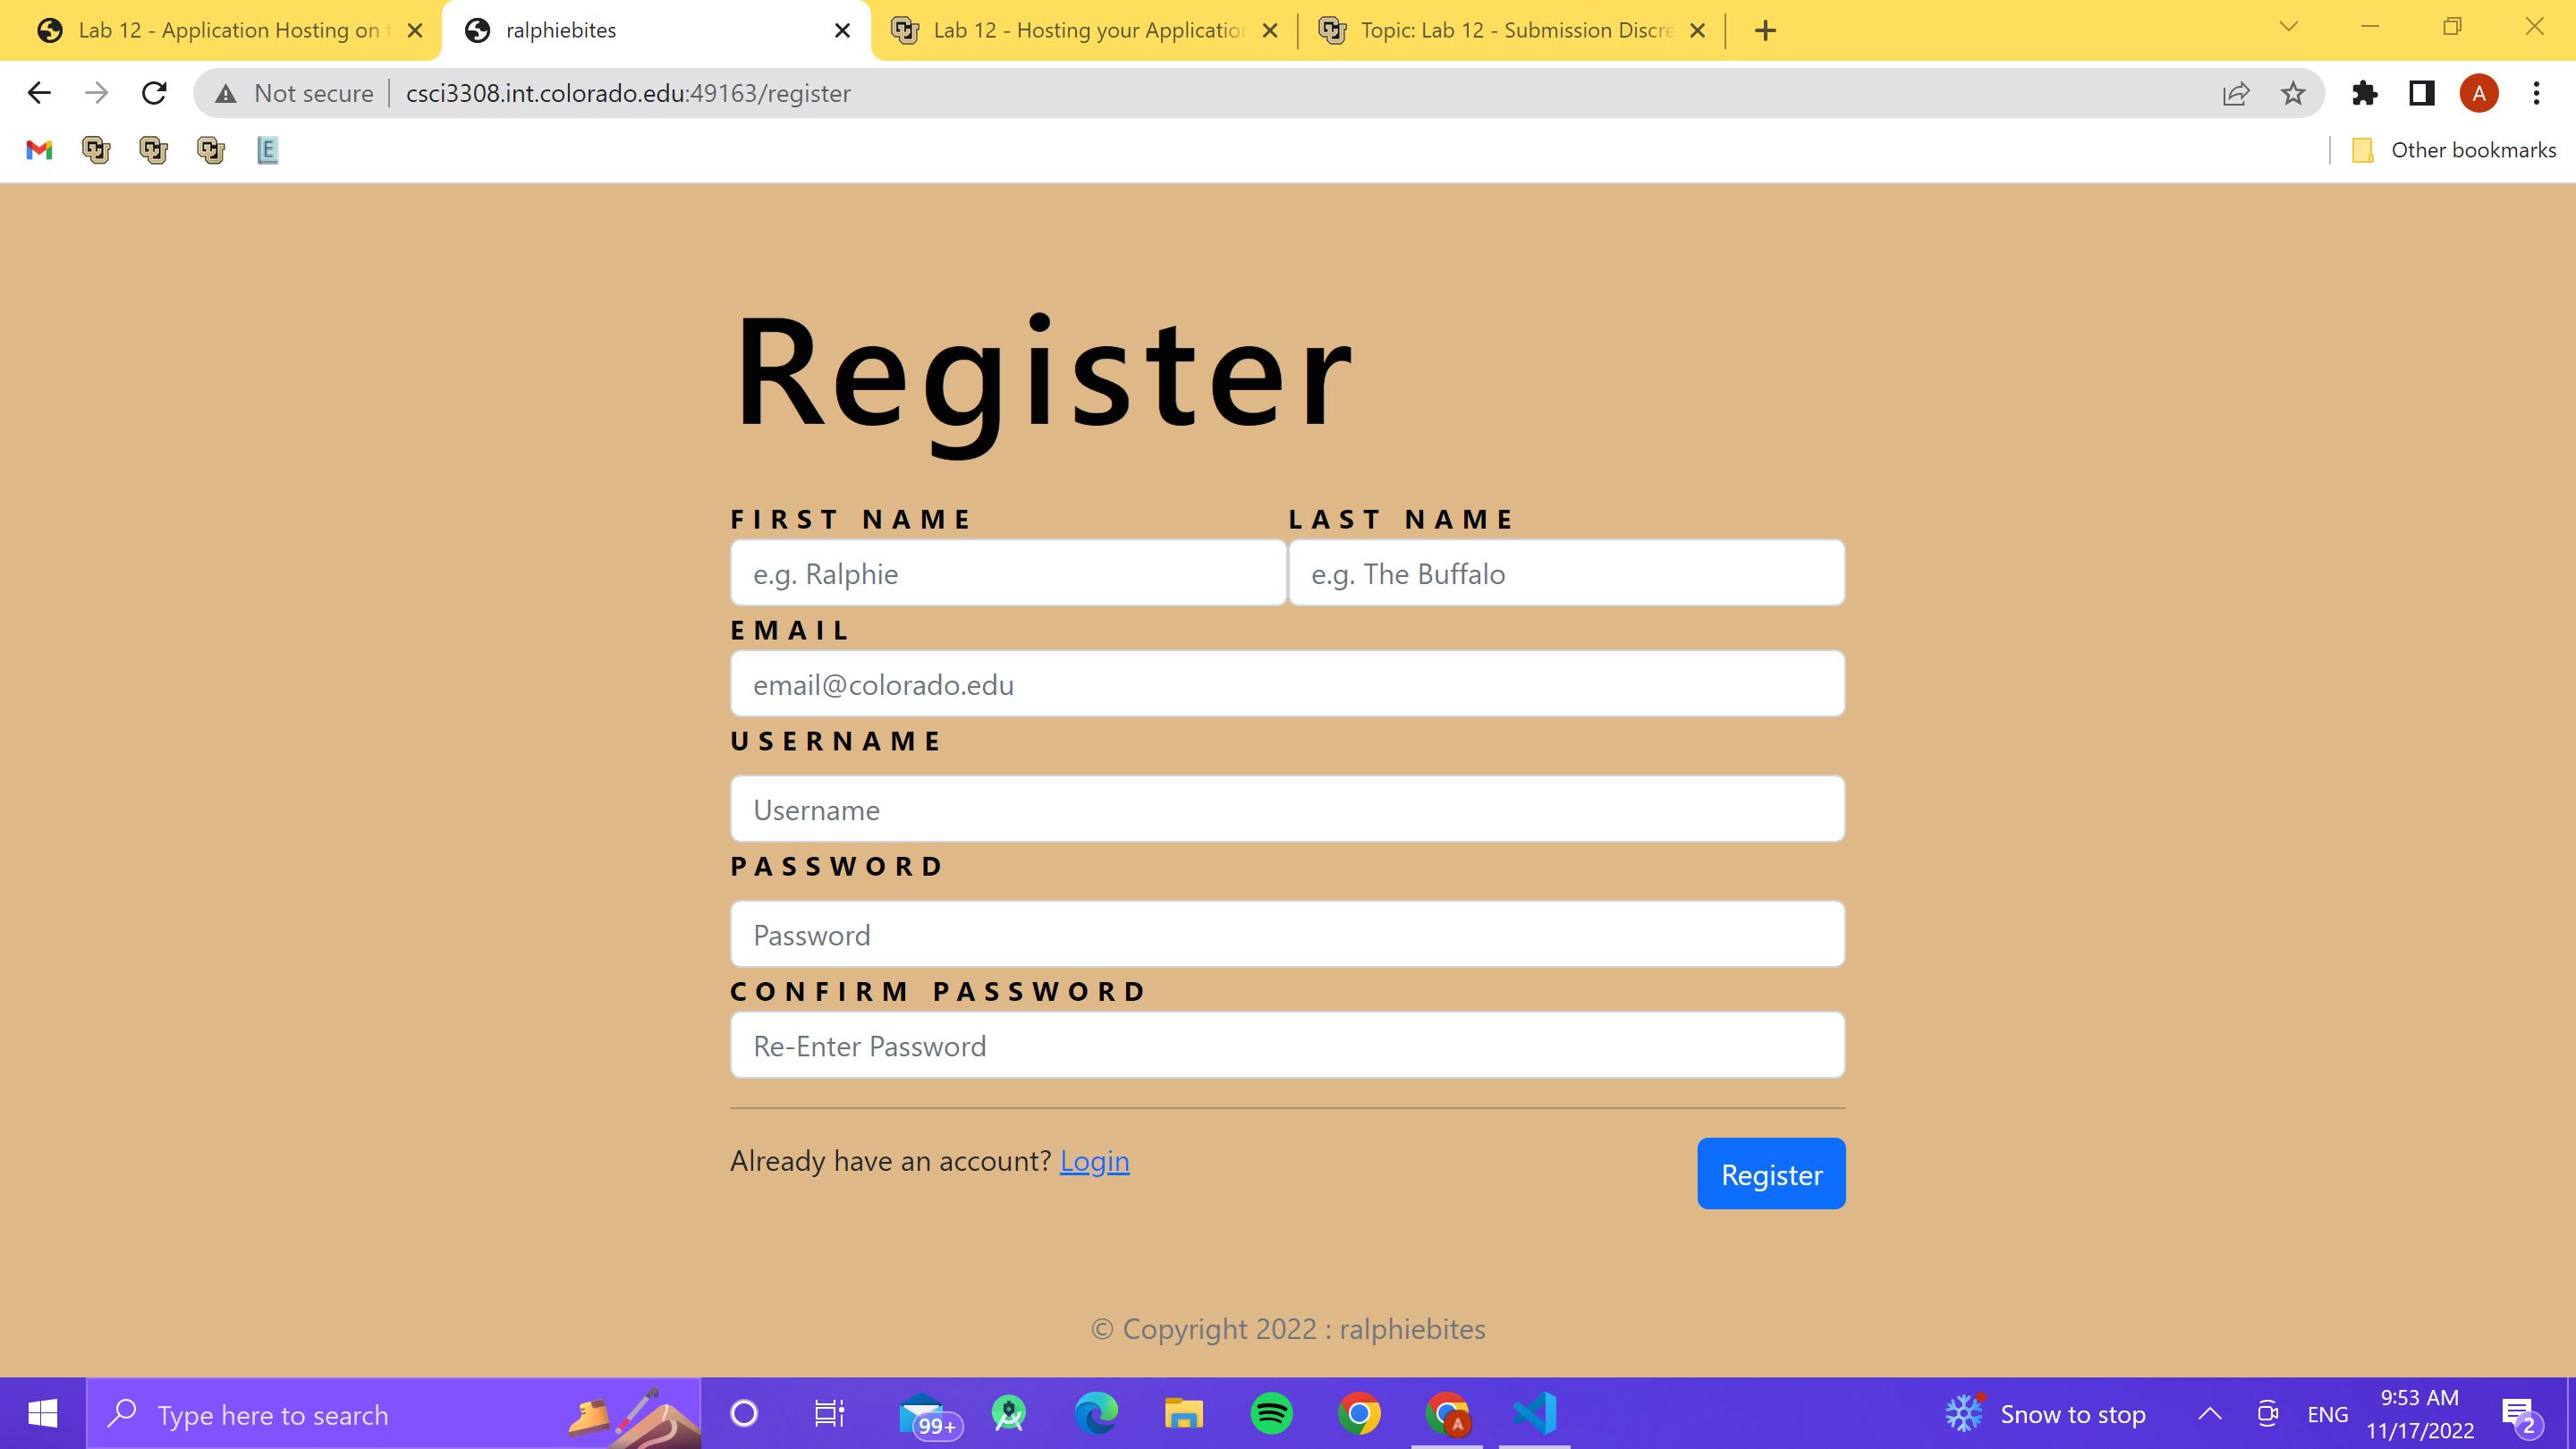 Lab 12 - Application Hosting on t
ralphiebites
Lab 12 - Hosting your Application
Topic: Lab 12 - Submission Discre
Not secure
csci3308.int.colorado.edu:49163/register
A
E
Other bookmarks
Register
FIRST NAME LAST NAME
e.g. Ralphie e.g. The Buffalo
EMAIL
email@colorado.edu
USERNAME
Username
PASSWORD
Password
CONFIRM PASSWORD
Re-Enter Password
Already have an account? Login
Register
© Copyright 2022 : ralphiebites
Type here to search
99+
A
Snow to stop
ENG
9:53 AM
11/17/2022
2